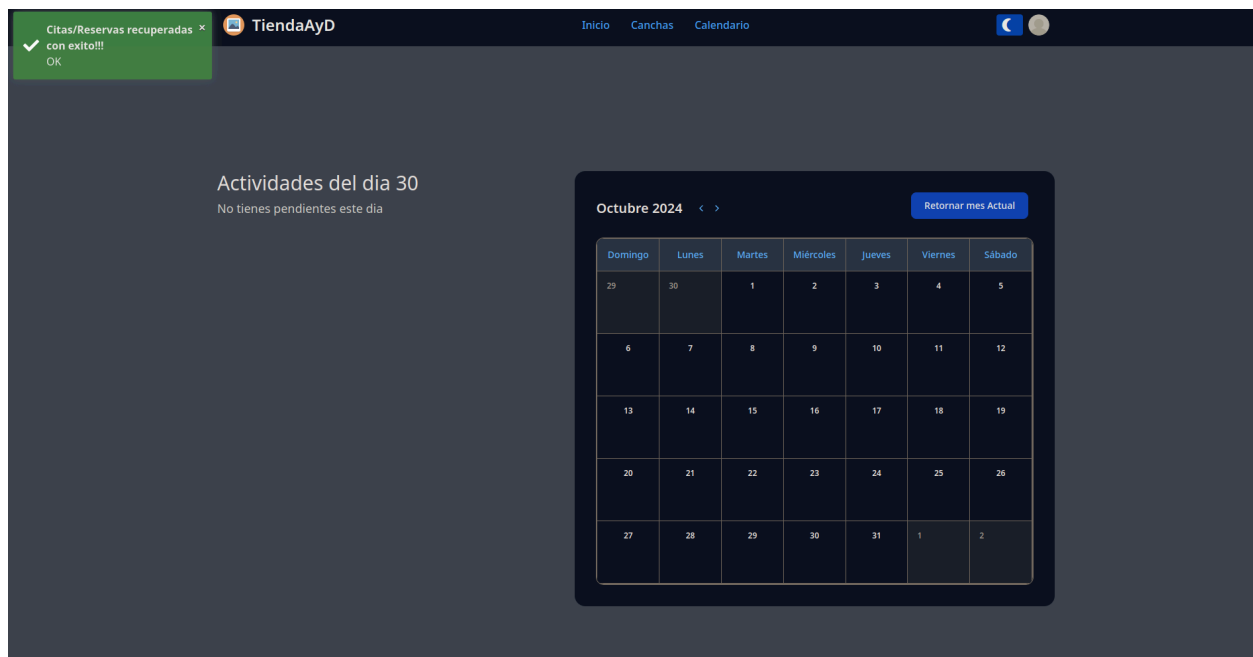 Citas/Reservas recuperadas ×
con exito!!!
OK
TiendaAyD
Inicio Canchas Calendario
Actividades del dia 30
No tienes pendientes este dia
Octubre 2024 < >
Retornar mes Actual
Domingo Lunes Martes Miércoles Jueves Viernes Sábado
29 30 1 2 3 4 5
6 7 8 9 10 11 12
13 14 15 16 17 18 19
20 21 22 23 24 25 26
27 28 29 30 31 1 2